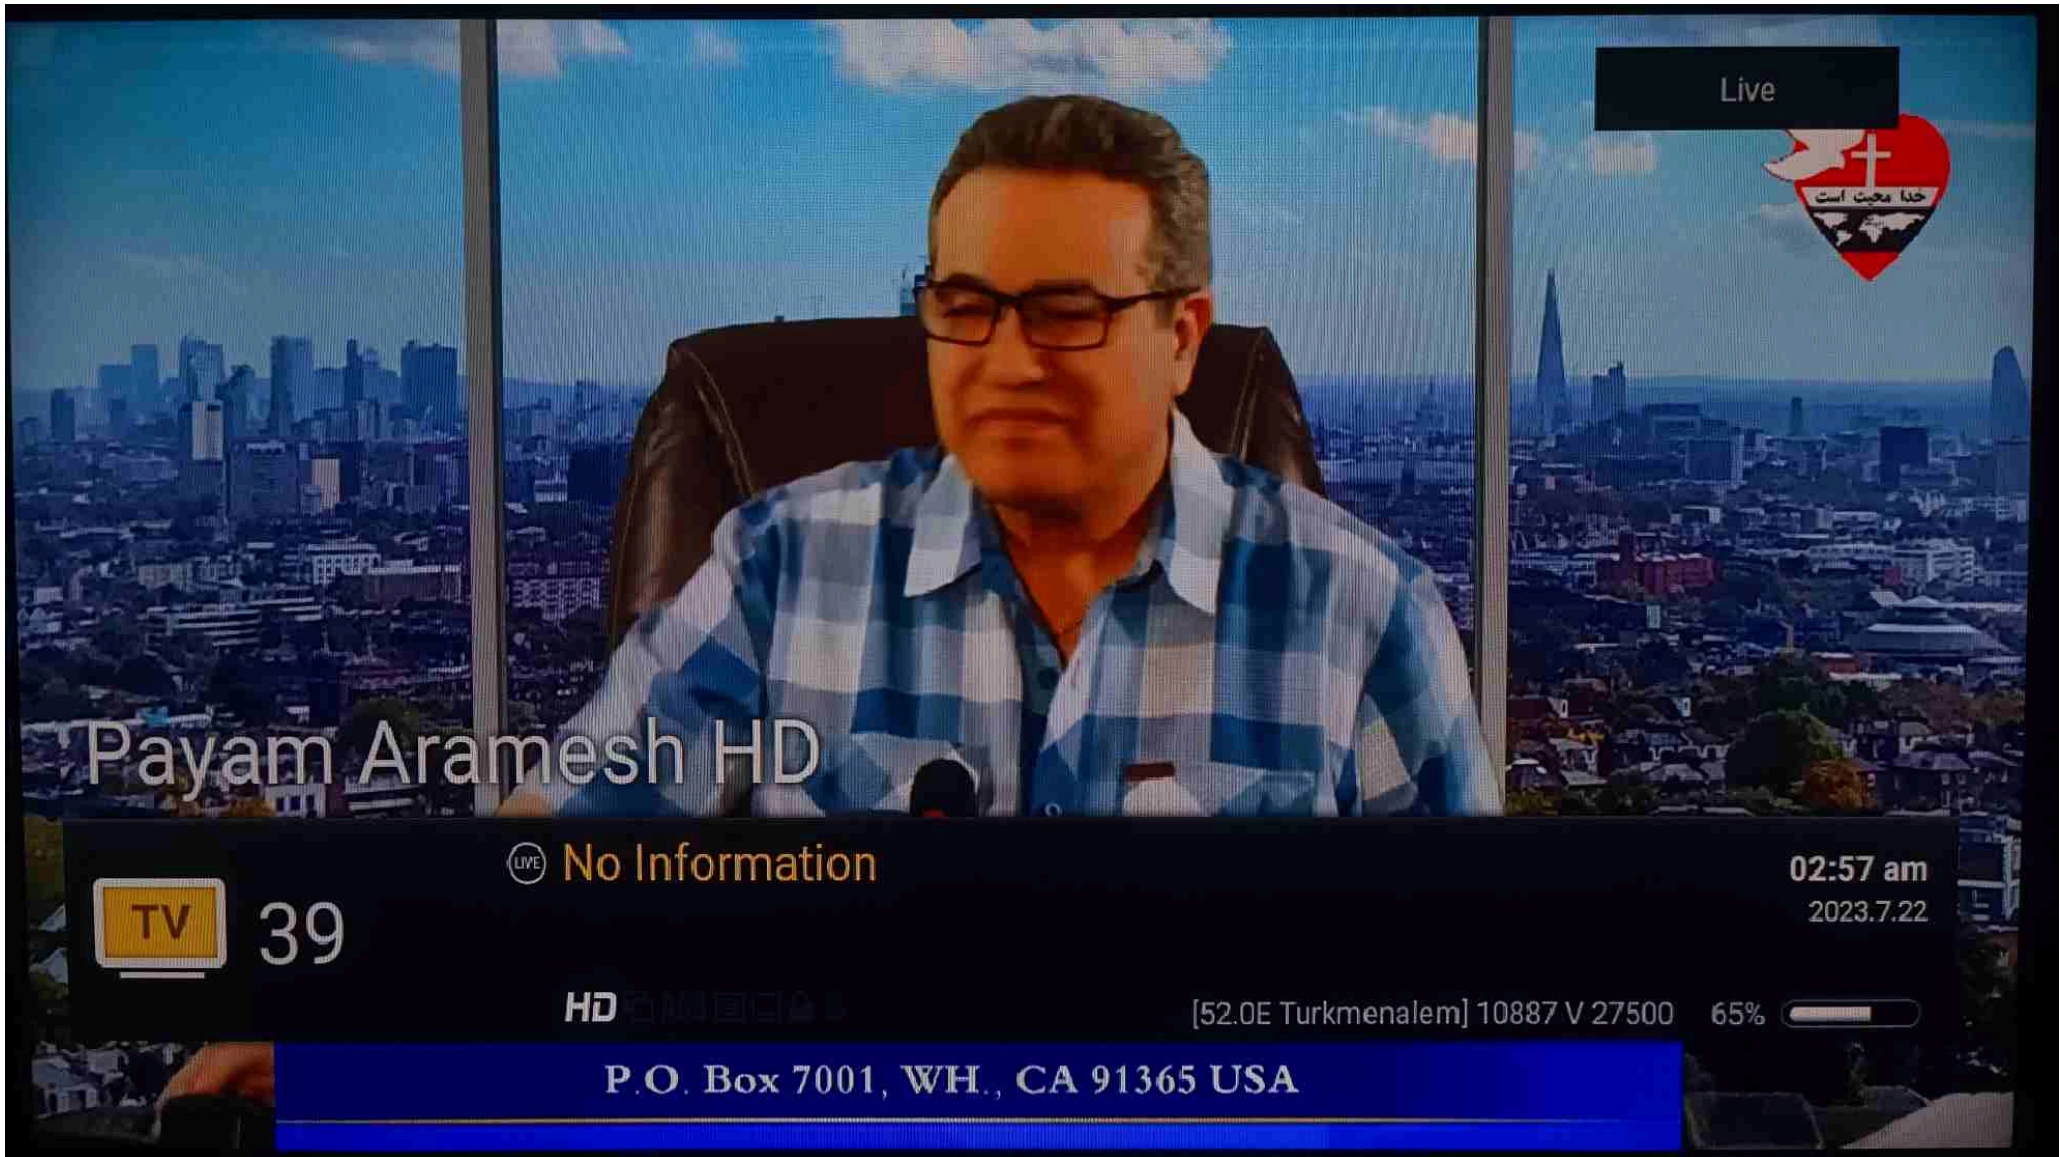 Live
خدا محبت است
Payam Aramesh HD
LIVE No Information
02:57 am
2023.7.22
TV 39
HD
[52.0E Turkmenalem] 10887 V 27500 65%
P.O. Box 7001, WH., CA 91365 USA